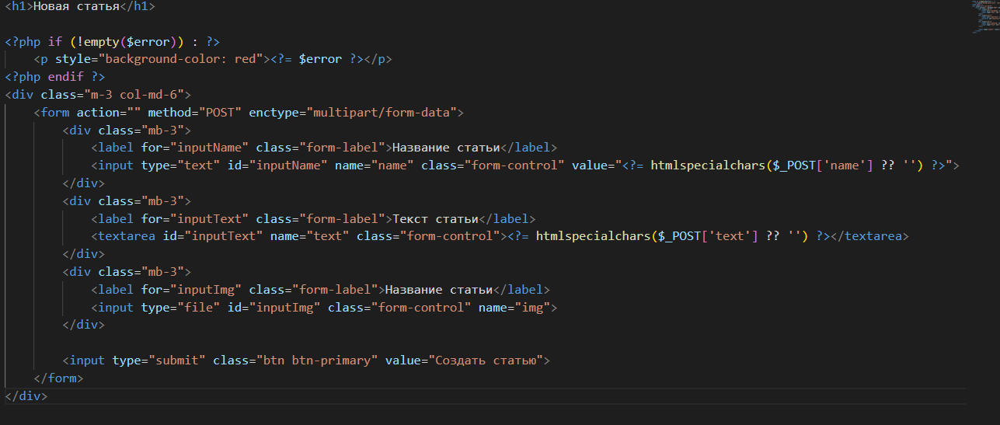 <h1>Новая статья</h1>
<?php if (!empty($error)) : ?>
<p style="background-color: red"><?= $error ?></p>
<?php endif ?>
<div class="m-3 col-md-6">
<form action="" method="POST" enctype="multipart/form-data">
<div class="mb-3">
<label for="inputName" class="form-label">Название статьи</label>
<input type="text" id="inputName" name="name" class="form-control" value="<?= htmlspecialchars($_POST['name'] ?? '') ?>">
</div>
<div class="mb-3">
<label for="inputText" class="form-label">Текст статьи</label>
<textarea id="inputText" name="text" class="form-control"><?= htmlspecialchars($_POST['text'] ?? '') ?></textarea>
</div>
<div class="mb-3">
<label for="inputImg" class="form-label">Название статьи</label>
<input type="file" id="inputImg" class="form-control" name="img">
</div>
<input type="submit" class="btn btn-primary" value="Создать статью">
</form>
</div>